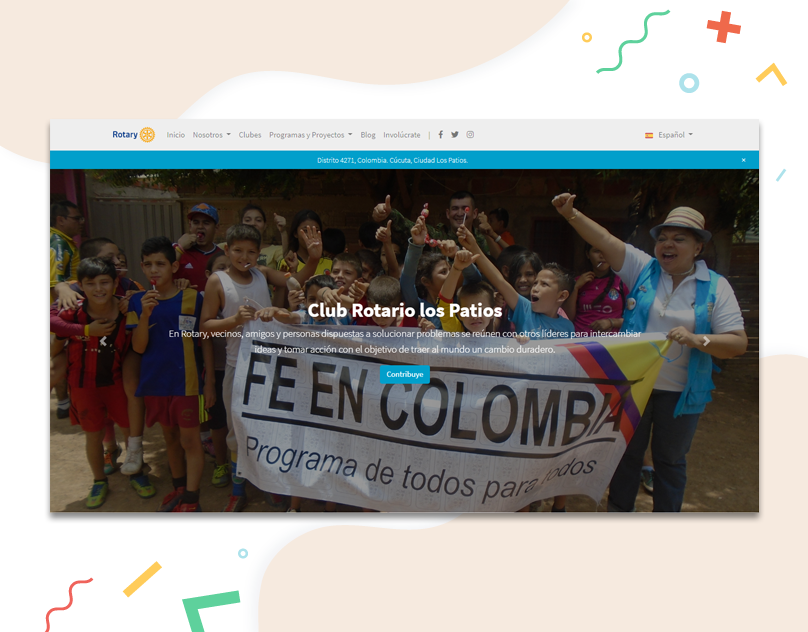 Rotary Inicio Nosotros Clubes Programas y Proyectos Blog Involúcrate | Español
Distrito 4271, Colombia. Cúcuta, Ciudad Los Patios. ×
Club Rotario los Patios
En Rotary, vecinos, amigos y personas dispuestas a solucionar problemas se reúnen con otros líderes para intercambiar
ideas y tomar acción con el objetivo de traer al mundo un cambio duradero.
Contribuye
FE EN COLOMBIA
Programa de todos para todos